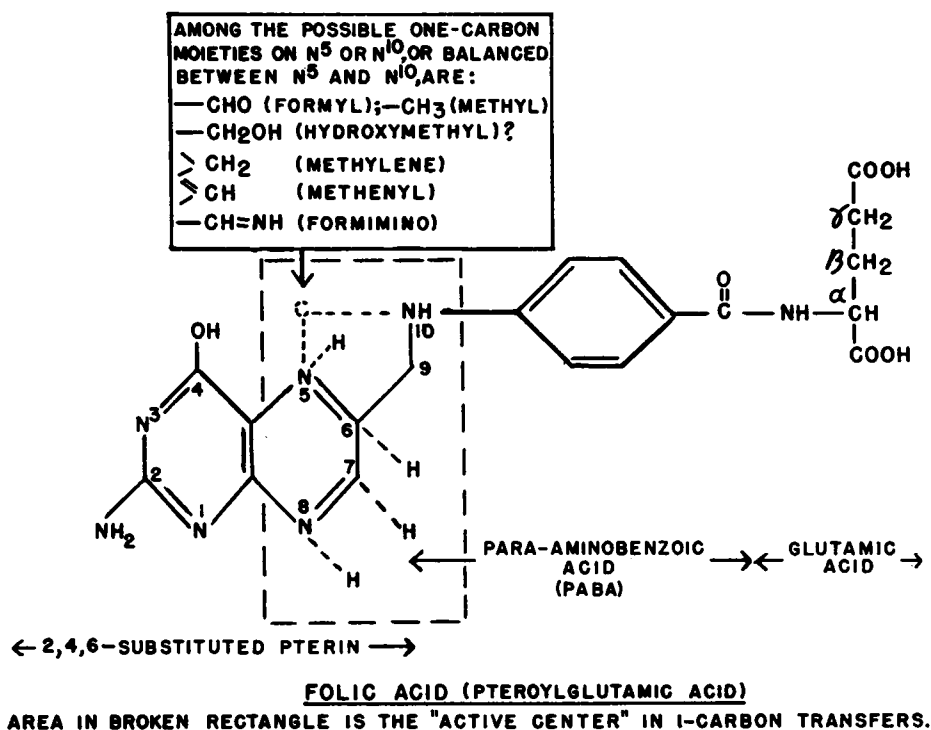 AMONG THE POSSIBLE ONE-CARBON
MOIETIES ON N⁵ OR N¹⁰, OR BALANCED
BETWEEN N⁵ AND N¹⁰, ARE:
—CHO (FORMYL);—CH₃ (METHYL)
—CH₂OH (HYDROXYMETHYL)?
>CH₂ (METHYLENE)
>CH (METHENYL)
—CH=NH (FORMIMINO)
COOH
γCH₂
βCH₂
α
O
C
NH
CH
COOH
C
NH
10
H
9
OH
4
N
5
N
3
6
H
2
7
H
1
N
8
N
NH₂
H
PARA-AMINOBENZOIC
ACID
(PABA)
GLUTAMIC
ACID
←2,4,6-SUBSTITUTED PTERIN→
FOLIC ACID (PTEROYLGLUTAMIC ACID)
AREA IN BROKEN RECTANGLE IS THE "ACTIVE CENTER" IN 1-CARBON TRANSFERS.